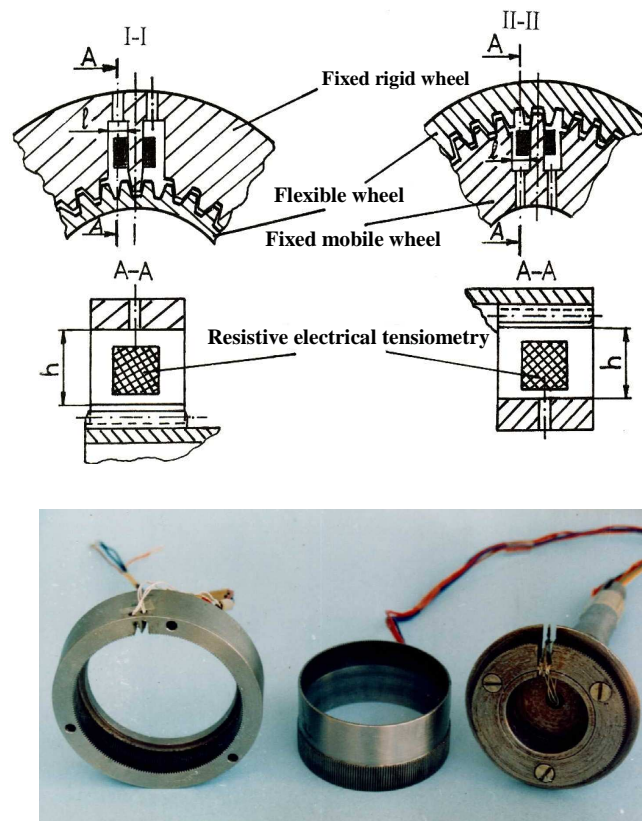 I-I
II-II
A
A
Fixed rigid wheel
l
l
Flexible wheel
A
Fixed mobile wheel
A
A-A
A-A
Resistive electrical tensiometry
h
h